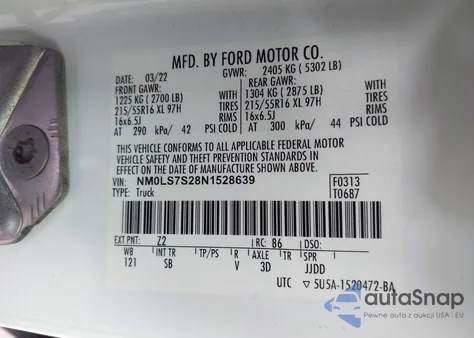 MFD. BY FORD MOTOR CO.
DATE: 03/22 GVWR: 2405 KG ( 5302 LB)
FRONT GAWR: REAR GAWR:
1225 KG ( 2700 LB) 1304 KG ( 2875 LB)
215/55R16 XL 97H TIRES 215/55R16 XL 97H TIRES
16x6.5J RIMS 16x6.5J RIMS
AT 290 kPa/ 42 PSI COLD AT 300 kPa/ 44 PSI COLD
THIS VEHICLE CONFORMS TO ALL APPLICABLE FEDERAL MOTOR
VEHICLE SAFETY AND THEFT PREVENTION STANDARDS IN
EFFECT ON THE DATE OF MANUFACTURE SHOWN ABOVE.
VIN: NM0LS7S28N1528639 F0313
TYPE: Truck T0687
EXT PNT: Z2 RC: 86 DSO:
WB INT TR TP/PS R AXLE TR SPR
121 SB V 3D JJDD
UTC ▽ 5U5A-1520472-BA
autaSnap
Pewne auto z aukcji USA i EU